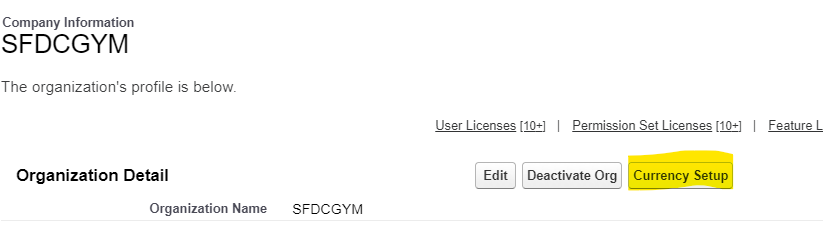 Company Information
SFDCGYM
The organization's profile is below.
User Licenses [10+] | Permission Set Licenses [10+] | Feature L
Organization Detail Edit Deactivate Org Currency Setup
Organization Name SFDCGYM